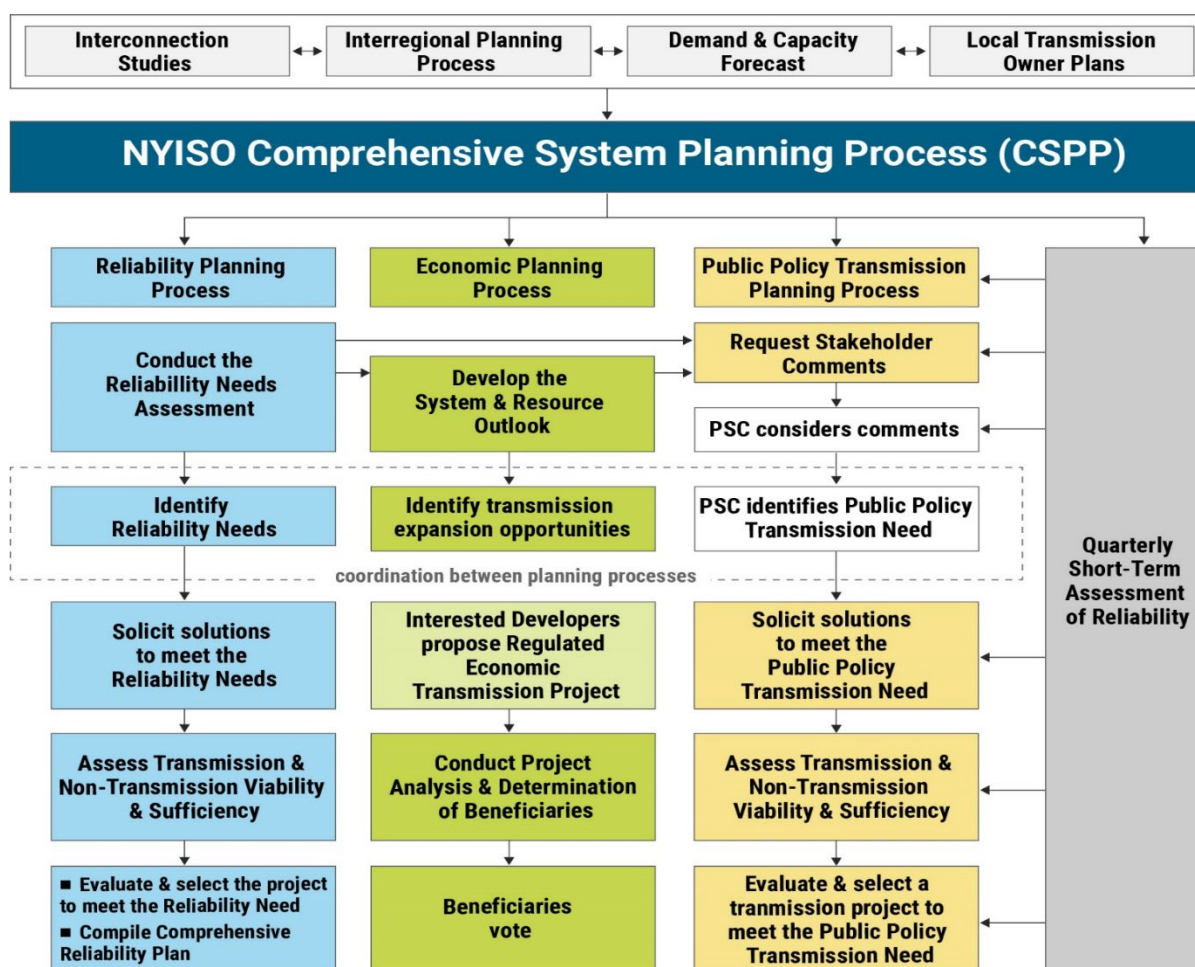 Interconnection
Studies
Interregional Planning
Process
Demand & Capacity
Forecast
Local Transmission
Owner Plans
NYISO Comprehensive System Planning Process (CSPP)
Reliability Planning
Process
Economic Planning
Process
Public Policy Transmission
Planning Process
Conduct the
Reliabillity Needs
Assessment
Develop the
System & Resource
Outlook
Request Stakeholder
Comments
PSC considers comments
Identify
Reliability Needs
Identify transmission
expansion opportunities
PSC identifies Public Policy
Transmission Need
coordination between planning processes
Quarterly
Short-Term
Assessment
of Reliability
Solicit solutions
to meet the
Reliability Needs
Interested Developers
propose Regulated
Economic
Transmission Project
Solicit solutions
to meet the
Public Policy
Transmission Need
Assess Transmission &
Non-Transmission Viability
& Sufficiency
Conduct Project
Analysis & Determination
of Beneficiaries
Assess Transmission &
Non-Transmission
Viability & Sufficiency
■ Evaluate & select the project
to meet the Reliability Need
■ Compile Comprehensive
Reliability Plan
Beneficiaries
vote
Evaluate & select a
tranmission project to
meet the Public Policy
Transmission Need